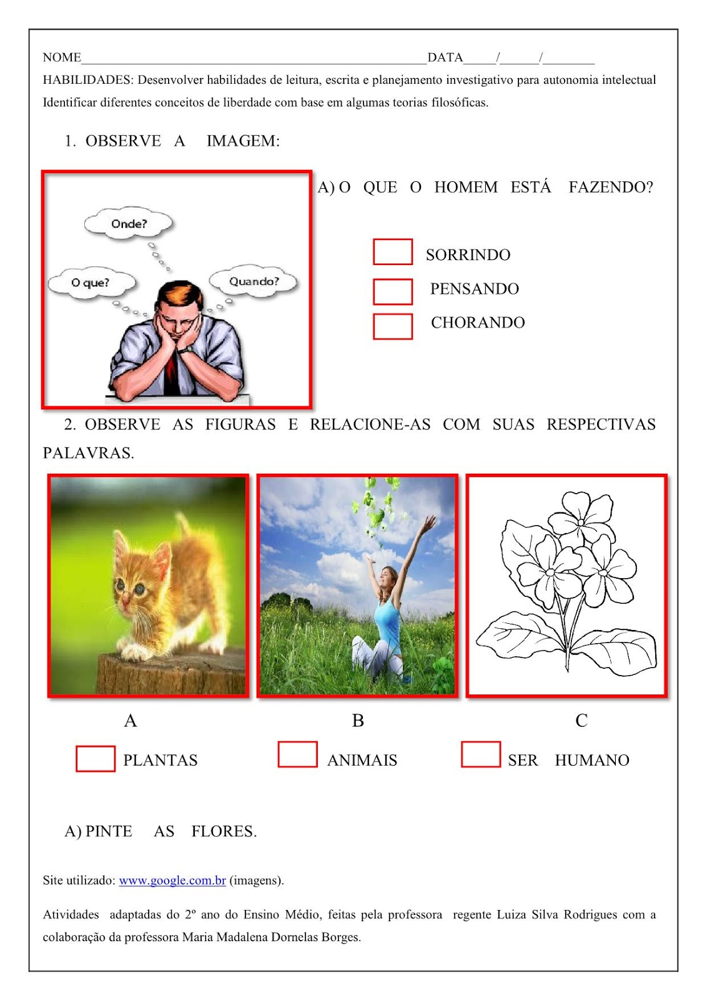 NOME_____________________________________________________DATA_____/______/________
HABILIDADES: Desenvolver habilidades de leitura, escrita e planejamento investigativo para autonomia intelectual
Identificar diferentes conceitos de liberdade com base em algumas teorias filosóficas.
1. OBSERVE A IMAGEM:
A) O QUE O HOMEM ESTÁ FAZENDO?
Onde?
O que?
Quando?
SORRINDO
PENSANDO
CHORANDO
2. OBSERVE AS FIGURAS E RELACIONE-AS COM SUAS RESPECTIVAS
PALAVRAS.
A B C
PLANTAS ANIMAIS SER HUMANO
A) PINTE AS FLORES.
Site utilizado: www.google.com.br (imagens).
Atividades adaptadas do 2º ano do Ensino Médio, feitas pela professora regente Luiza Silva Rodrigues com a
colaboração da professora Maria Madalena Dornelas Borges.